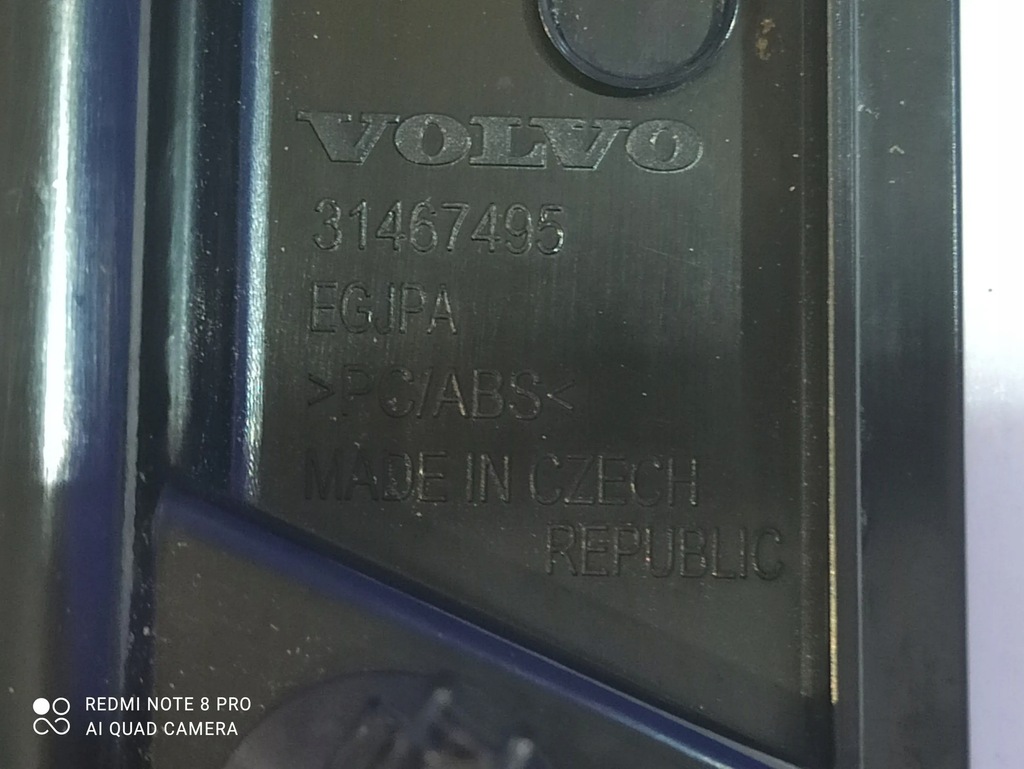 VOLVO
31467495
EGJPA
>PC/ABS<
MADE IN CZECH
REPUBLIC
REDMI NOTE 8 PRO
AI QUAD CAMERA